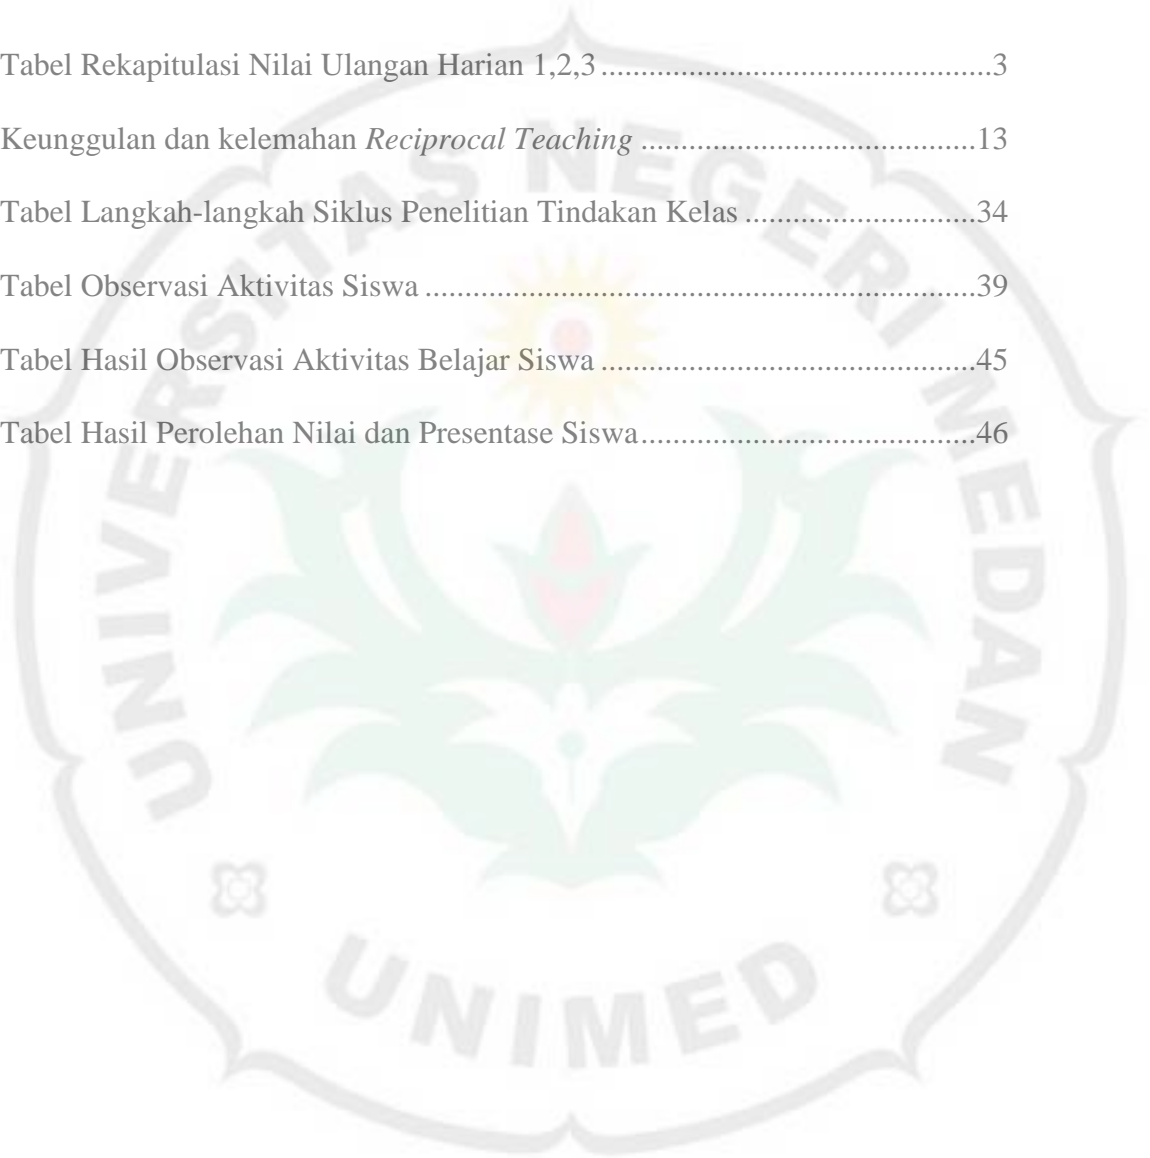 Tabel Rekapitulasi Nilai Ulangan Harian 1,2,3.................................................3
Keunggulan dan kelemahan Reciprocal Teaching ..........................................13
Tabel Langkah-langkah Siklus Penelitian Tindakan Kelas .............................34
Tabel Observasi Aktivitas Siswa .....................................................................39
Tabel Hasil Observasi Aktivitas Belajar Siswa ...............................................45
Tabel Hasil Perolehan Nilai dan Presentase Siswa..........................................46
UNIVERSITAS NEGERI MEDAN
UNIMED